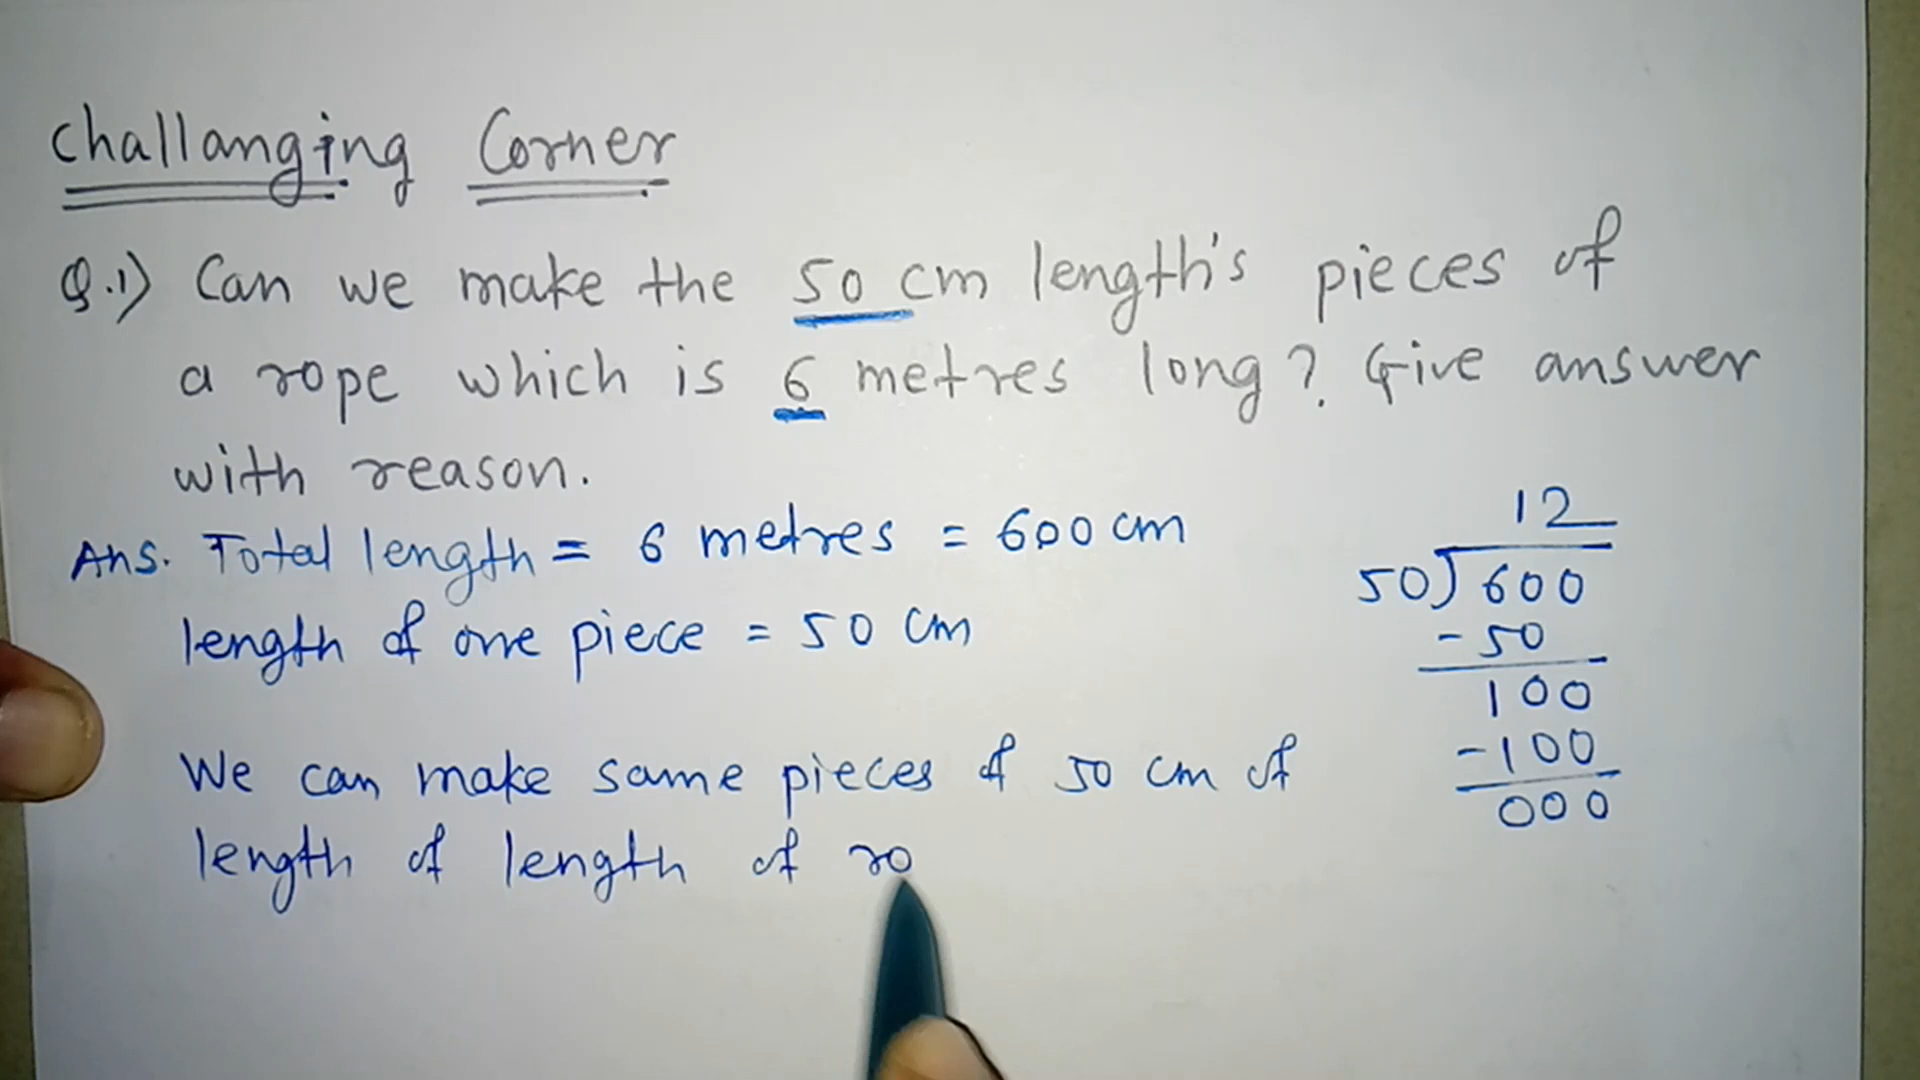 Challanging Corner
Q.1) Can we make the 50 cm length's pieces of
a rope which is 6 metres long? Give answer
with reason.
Ans. Total length = 6 metres = 600 cm
length of one piece = 50 cm
We can make same pieces of 50 cm of
length of length of ro
12
50)600
-50
100
-100
000